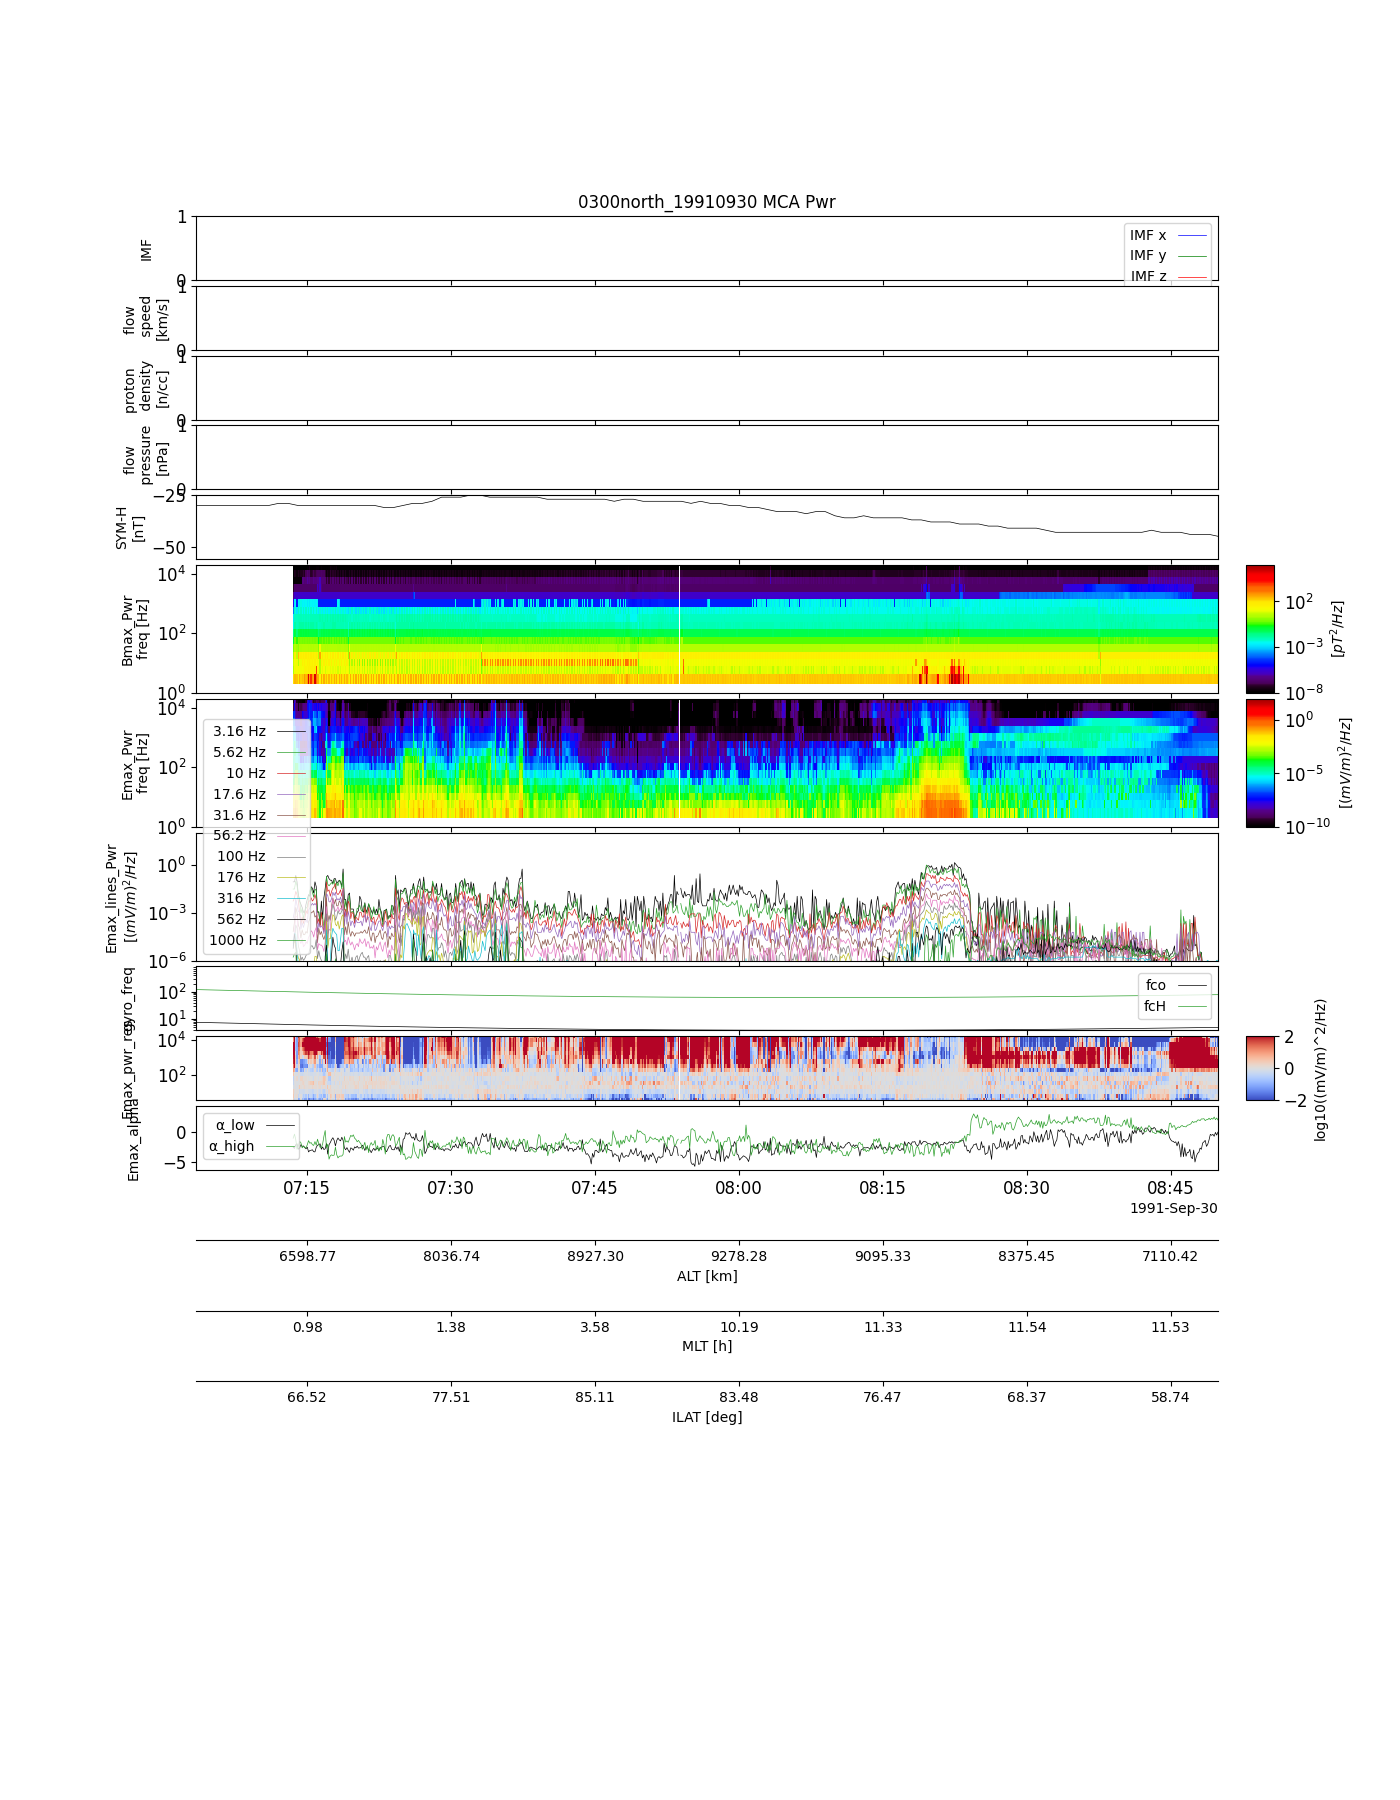 0300north_19910930 MCA Pwr
1
0
IMF
IMF x
IMF y
IMF z
1
0
flow
speed
[km/s]
1
0
proton
density
[n/cc]
1
0
flow
pressure
[nPa]
−25
−50
SYM-H
[nT]
10^4
10^2
10^0
Bmax_Pwr
freq [Hz]
10^2
10^−3
10^−8
[pT^2/Hz]
10^4
10^2
10^0
Emax_Pwr
freq [Hz]
10^0
10^−5
10^−10
[(mV/m)^2/Hz]
3.16 Hz
5.62 Hz
10 Hz
17.6 Hz
31.6 Hz
56.2 Hz
100 Hz
176 Hz
316 Hz
562 Hz
1000 Hz
10^0
10^−3
10^−6
Emax_lines_Pwr
[(mV/m)^2/Hz]
10^2
10^1
gyro_freq
fco
fcH
10^4
10^2
2
0
−2
log10((mV/m)^2/Hz)
0
−5
Emax_alpha
α_low
α_high
07:15 07:30 07:45 08:00 08:15 08:30 08:45
1991-Sep-30
6598.77 8036.74 8927.30 9278.28 9095.33 8375.45 7110.42
ALT [km]
0.98 1.38 3.58 10.19 11.33 11.54 11.53
MLT [h]
66.52 77.51 85.11 83.48 76.47 68.37 58.74
ILAT [deg]